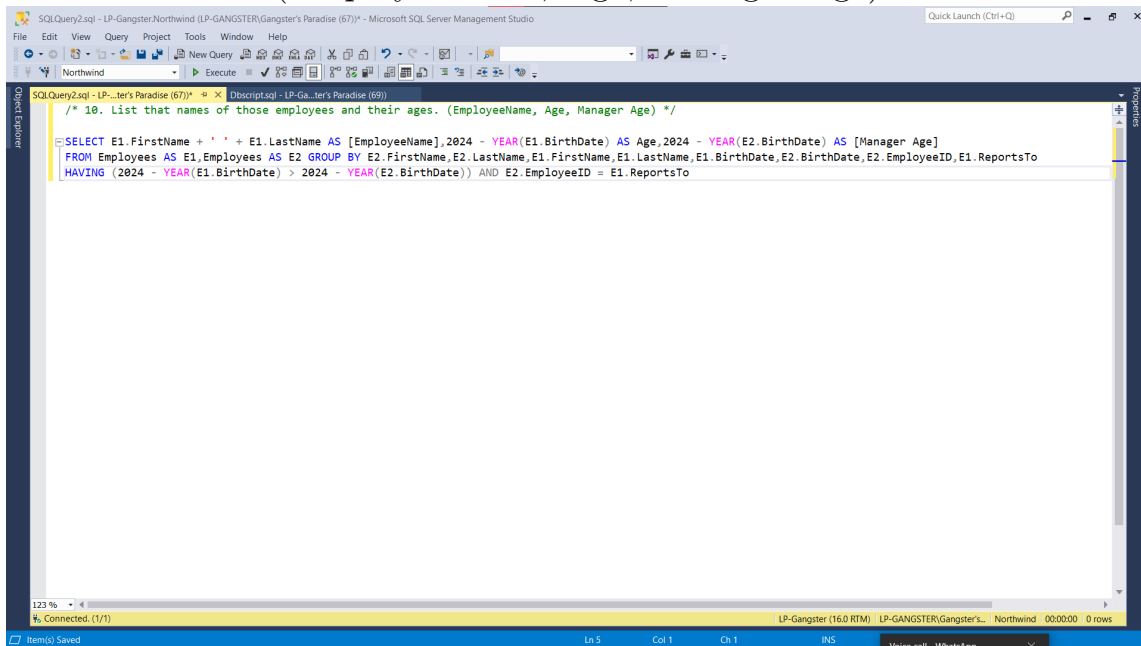 SQLQuery2.sql - LP-Gangster.Northwind (LP-GANGSTER\Gangster's Paradise (67))* - Microsoft SQL Server Management Studio
Quick Launch (Ctrl+Q)
File Edit View Query Project Tools Window Help
New Query
Northwind Execute
SQLQuery2.sql - LP-...ter's Paradise (67))* Dbscript.sql - LP-Ga...ter's Paradise (69))
Object Explorer
Properties
/* 10. List that names of those employees and their ages. (EmployeeName, Age, Manager Age) */
SELECT E1.FirstName + ' ' + E1.LastName AS [EmployeeName],2024 - YEAR(E1.BirthDate) AS Age,2024 - YEAR(E2.BirthDate) AS [Manager Age]
FROM Employees AS E1,Employees AS E2 GROUP BY E2.FirstName,E2.LastName,E1.FirstName,E1.LastName,E1.BirthDate,E2.BirthDate,E2.EmployeeID,E1.ReportsTo
HAVING (2024 - YEAR(E1.BirthDate) > 2024 - YEAR(E2.BirthDate)) AND E2.EmployeeID = E1.ReportsTo
123 %
Connected. (1/1) LP-Gangster (16.0 RTM) LP-GANGSTER\Gangster's... Northwind 00:00:00 0 rows
Item(s) Saved Ln 5 Col 1 Ch 1 INS
Voice call - WhatsApp